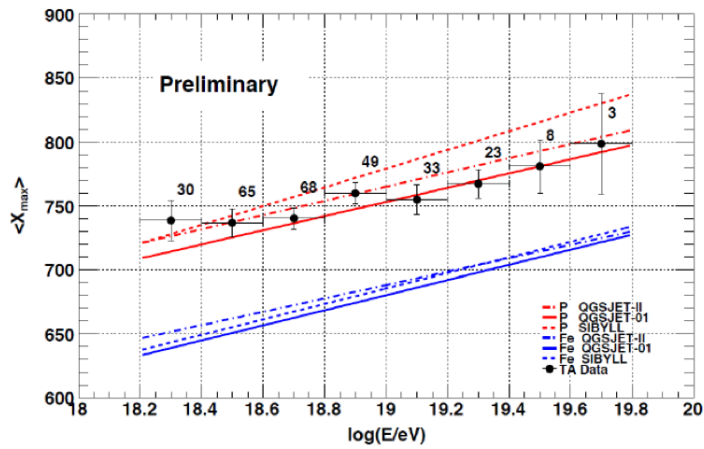 900
850
800
750
700
650
600
<X_max>
Preliminary
30
65
68
49
33
23
8
3
P QGSJET-II
P QGSJET-01
P SIBYLL
Fe QGSJET-II
Fe QGSJET-01
Fe SIBYLL
TA Data
18 18.2 18.4 18.6 18.8 19 19.2 19.4 19.6 19.8 20
log(E/eV)